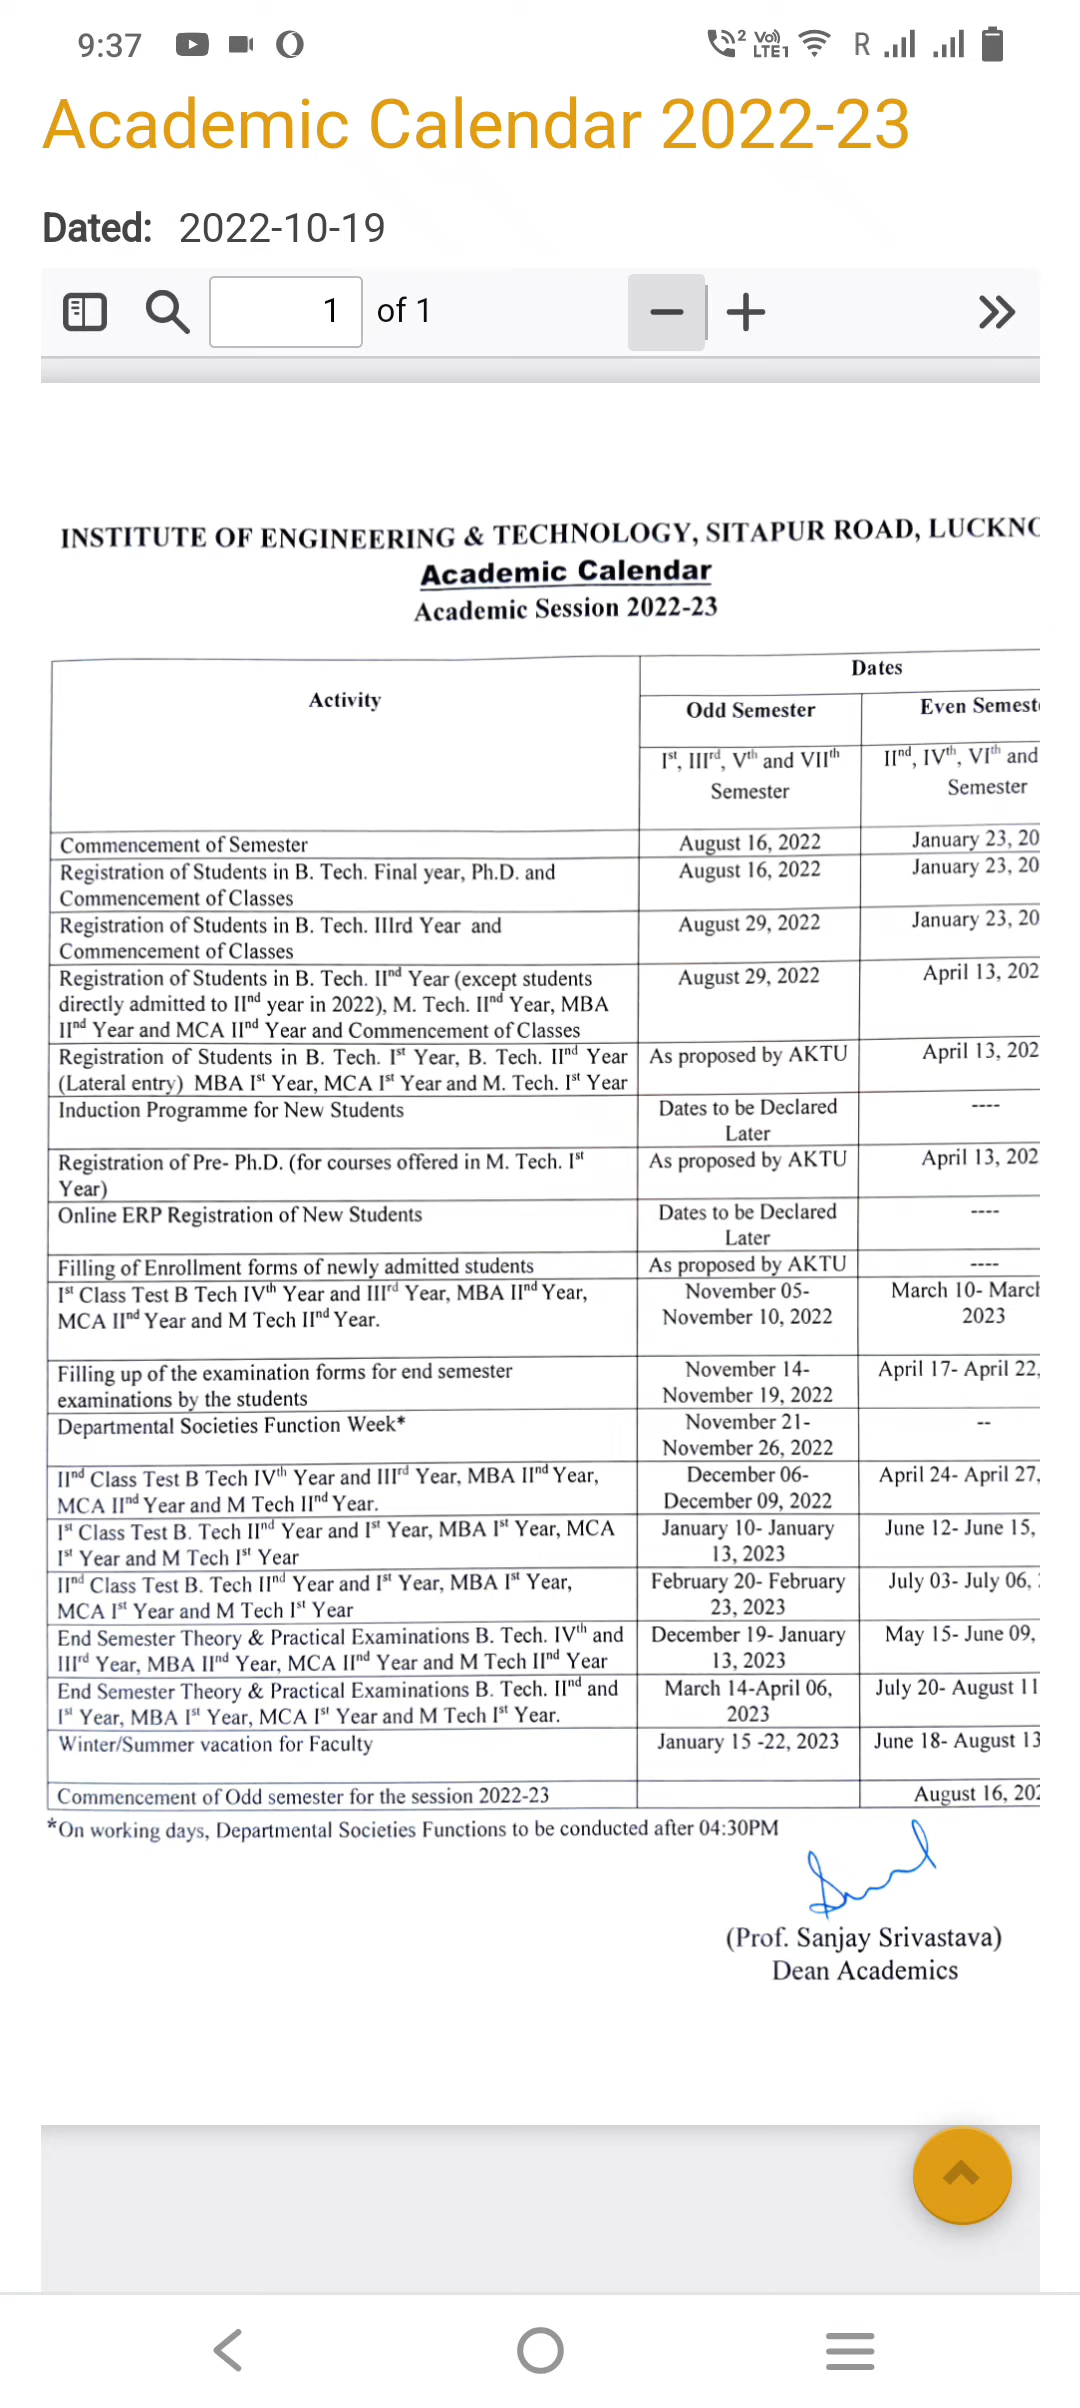 9:37
2 Vo)) LTE1 R
Academic Calendar 2022-23
Dated: 2022-10-19
1 of 1
INSTITUTE OF ENGINEERING & TECHNOLOGY, SITAPUR ROAD, LUCKNO
Academic Calendar
Academic Session 2022-23
Activity
Dates
Odd Semester
Even Semest
Ist, IIIrd, Vth and VIIth
Semester
IInd, IVth, VIth and
Semester
Commencement of Semester
August 16, 2022
January 23, 20
Registration of Students in B. Tech. Final year, Ph.D. and
Commencement of Classes
August 16, 2022
January 23, 20
Registration of Students in B. Tech. IIIrd Year and
Commencement of Classes
August 29, 2022
January 23, 20
Registration of Students in B. Tech. IInd Year (except students
directly admitted to IInd year in 2022), M. Tech. IInd Year, MBA
IInd Year and MCA IInd Year and Commencement of Classes
August 29, 2022
April 13, 202
Registration of Students in B. Tech. Ist Year, B. Tech. IInd Year
(Lateral entry) MBA Ist Year, MCA Ist Year and M. Tech. Ist Year
As proposed by AKTU
April 13, 202
Induction Programme for New Students
Dates to be Declared
Later
----
Registration of Pre- Ph.D. (for courses offered in M. Tech. Ist
Year)
As proposed by AKTU
April 13, 202
Online ERP Registration of New Students
Dates to be Declared
Later
----
Filling of Enrollment forms of newly admitted students
As proposed by AKTU
----
Ist Class Test B Tech IVth Year and IIIrd Year, MBA IInd Year,
MCA IInd Year and M Tech IInd Year.
November 05-
November 10, 2022
March 10- March
2023
Filling up of the examination forms for end semester
examinations by the students
November 14-
November 19, 2022
April 17- April 22,
Departmental Societies Function Week*
November 21-
November 26, 2022
--
IInd Class Test B Tech IVth Year and IIIrd Year, MBA IInd Year,
MCA IInd Year and M Tech IInd Year.
December 06-
December 09, 2022
April 24- April 27,
Ist Class Test B. Tech IInd Year and Ist Year, MBA Ist Year, MCA
Ist Year and M Tech Ist Year
January 10- January
13, 2023
June 12- June 15,
IInd Class Test B. Tech IInd Year and Ist Year, MBA Ist Year,
MCA Ist Year and M Tech Ist Year
February 20- February
23, 2023
July 03- July 06,
End Semester Theory & Practical Examinations B. Tech. IVth and
IIIrd Year, MBA IInd Year, MCA IInd Year and M Tech IInd Year
December 19- January
13, 2023
May 15- June 09,
End Semester Theory & Practical Examinations B. Tech. IInd and
Ist Year, MBA Ist Year, MCA Ist Year and M Tech Ist Year.
March 14-April 06,
2023
July 20- August 11
Winter/Summer vacation for Faculty
January 15 -22, 2023
June 18- August 13
Commencement of Odd semester for the session 2022-23
August 16, 202
*On working days, Departmental Societies Functions to be conducted after 04:30PM
(Prof. Sanjay Srivastava)
Dean Academics